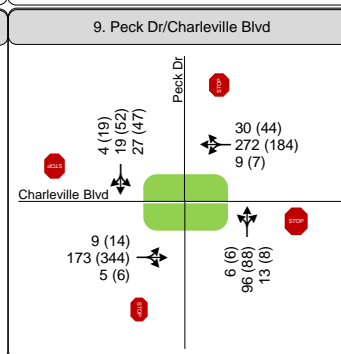 9. Peck Dr/Charleville Blvd
Peck Dr
STOP
4 (19)
19 (52)
27 (47)
30 (44)
272 (184)
9 (7)
STOP
Charleville Blvd
STOP
9 (14)
173 (344)
5 (6)
6 (6)
96 (88)
13 (8)
STOP